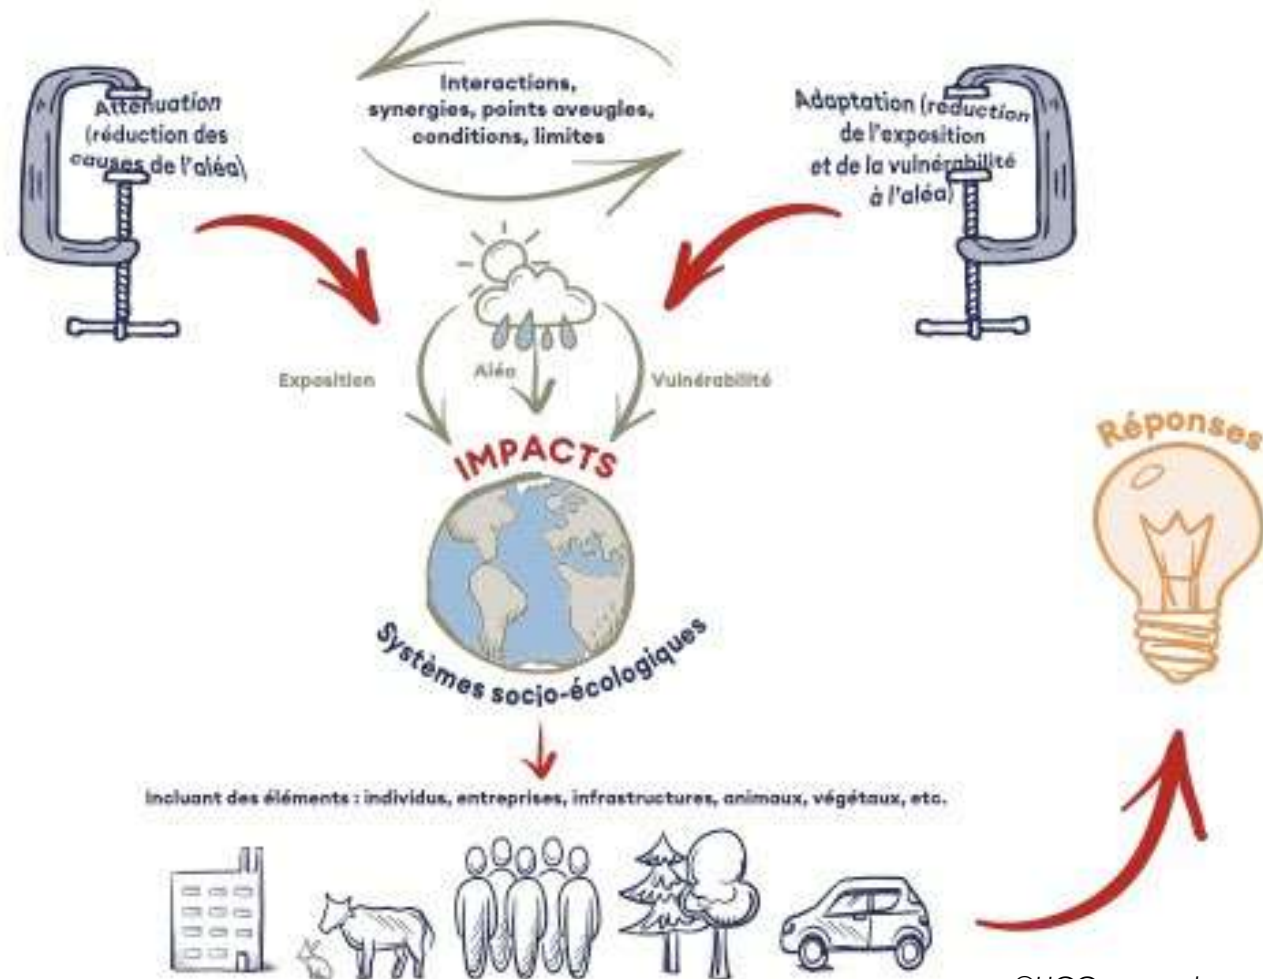 Interactions,
synergies, points aveugles,
conditions, limites
Atténuation
(réduction des
causes de l'aléa)
Adaptation (réduction
de l'exposition
et de la vulnérabilité
à l'aléa)
Exposition
Aléa
Vulnérabilité
IMPACTS
Systèmes socio-écologiques
Réponses
Incluant des éléments : individus, entreprises, infrastructures, animaux, végétaux, etc.